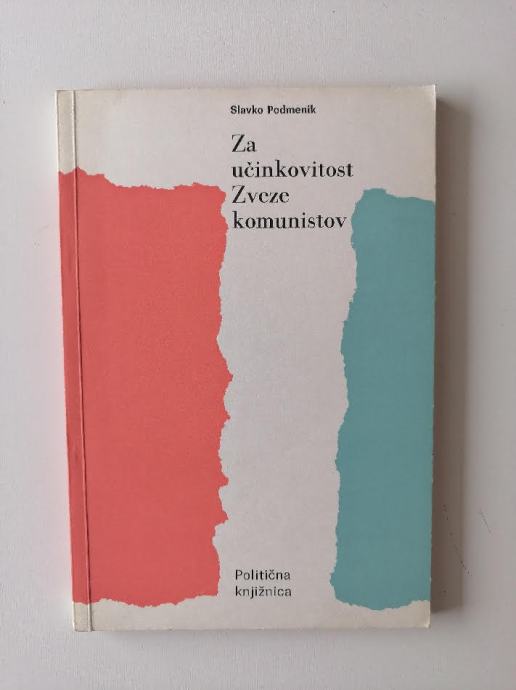 Slavko Podmenik
Za
učinkovitost
Zveze
komunistov
Politična
knjižnica